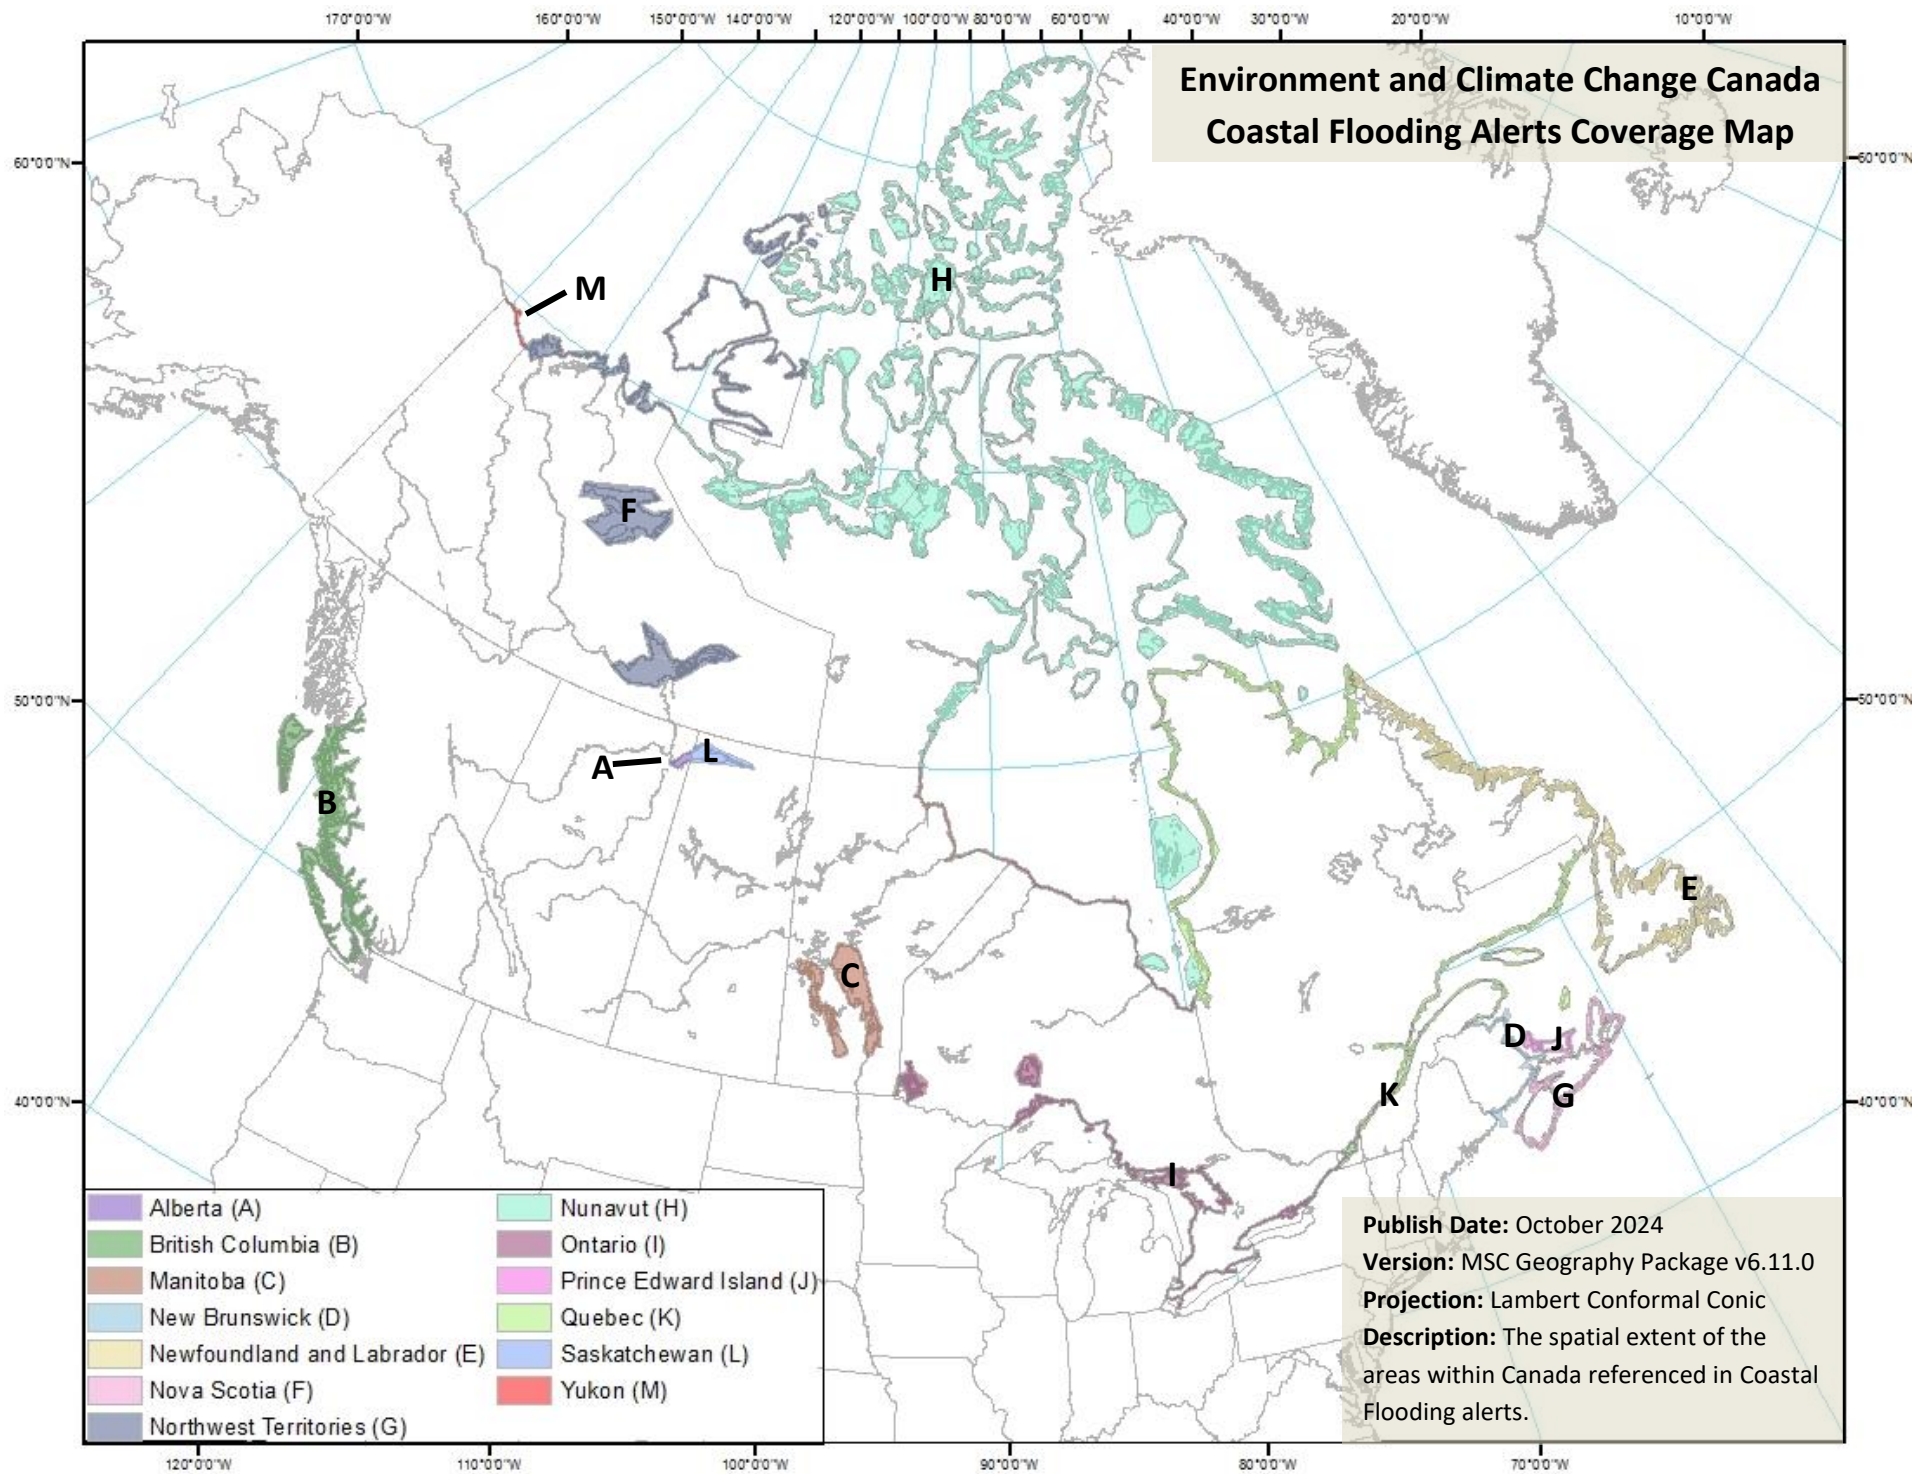 170°0'0"W 160°0'0"W 150°0'0"W 140°0'0"W 120°0'0"W 100°0'0"W 80°0'0"W 60°0'0"W 40°0'0"W 30°0'0"W 20°0'0"W 10°0'0"W
Environment and Climate Change Canada
Coastal Flooding Alerts Coverage Map
60°0'0"N
60°0'0"N
H
M
F
50°0'0"N
50°0'0"N
L
A
B
E
C
D
J
K
G
40°0'0"N
40°0'0"N
I
Alberta (A)
British Columbia (B)
Manitoba (C)
New Brunswick (D)
Newfoundland and Labrador (E)
Nova Scotia (F)
Northwest Territories (G)
Nunavut (H)
Ontario (I)
Prince Edward Island (J)
Quebec (K)
Saskatchewan (L)
Yukon (M)
Publish Date: October 2024
Version: MSC Geography Package v6.11.0
Projection: Lambert Conformal Conic
Description: The spatial extent of the
areas within Canada referenced in Coastal
Flooding alerts.
120°0'0"W 110°0'0"W 100°0'0"W 90°0'0"W 80°0'0"W 70°0'0"W